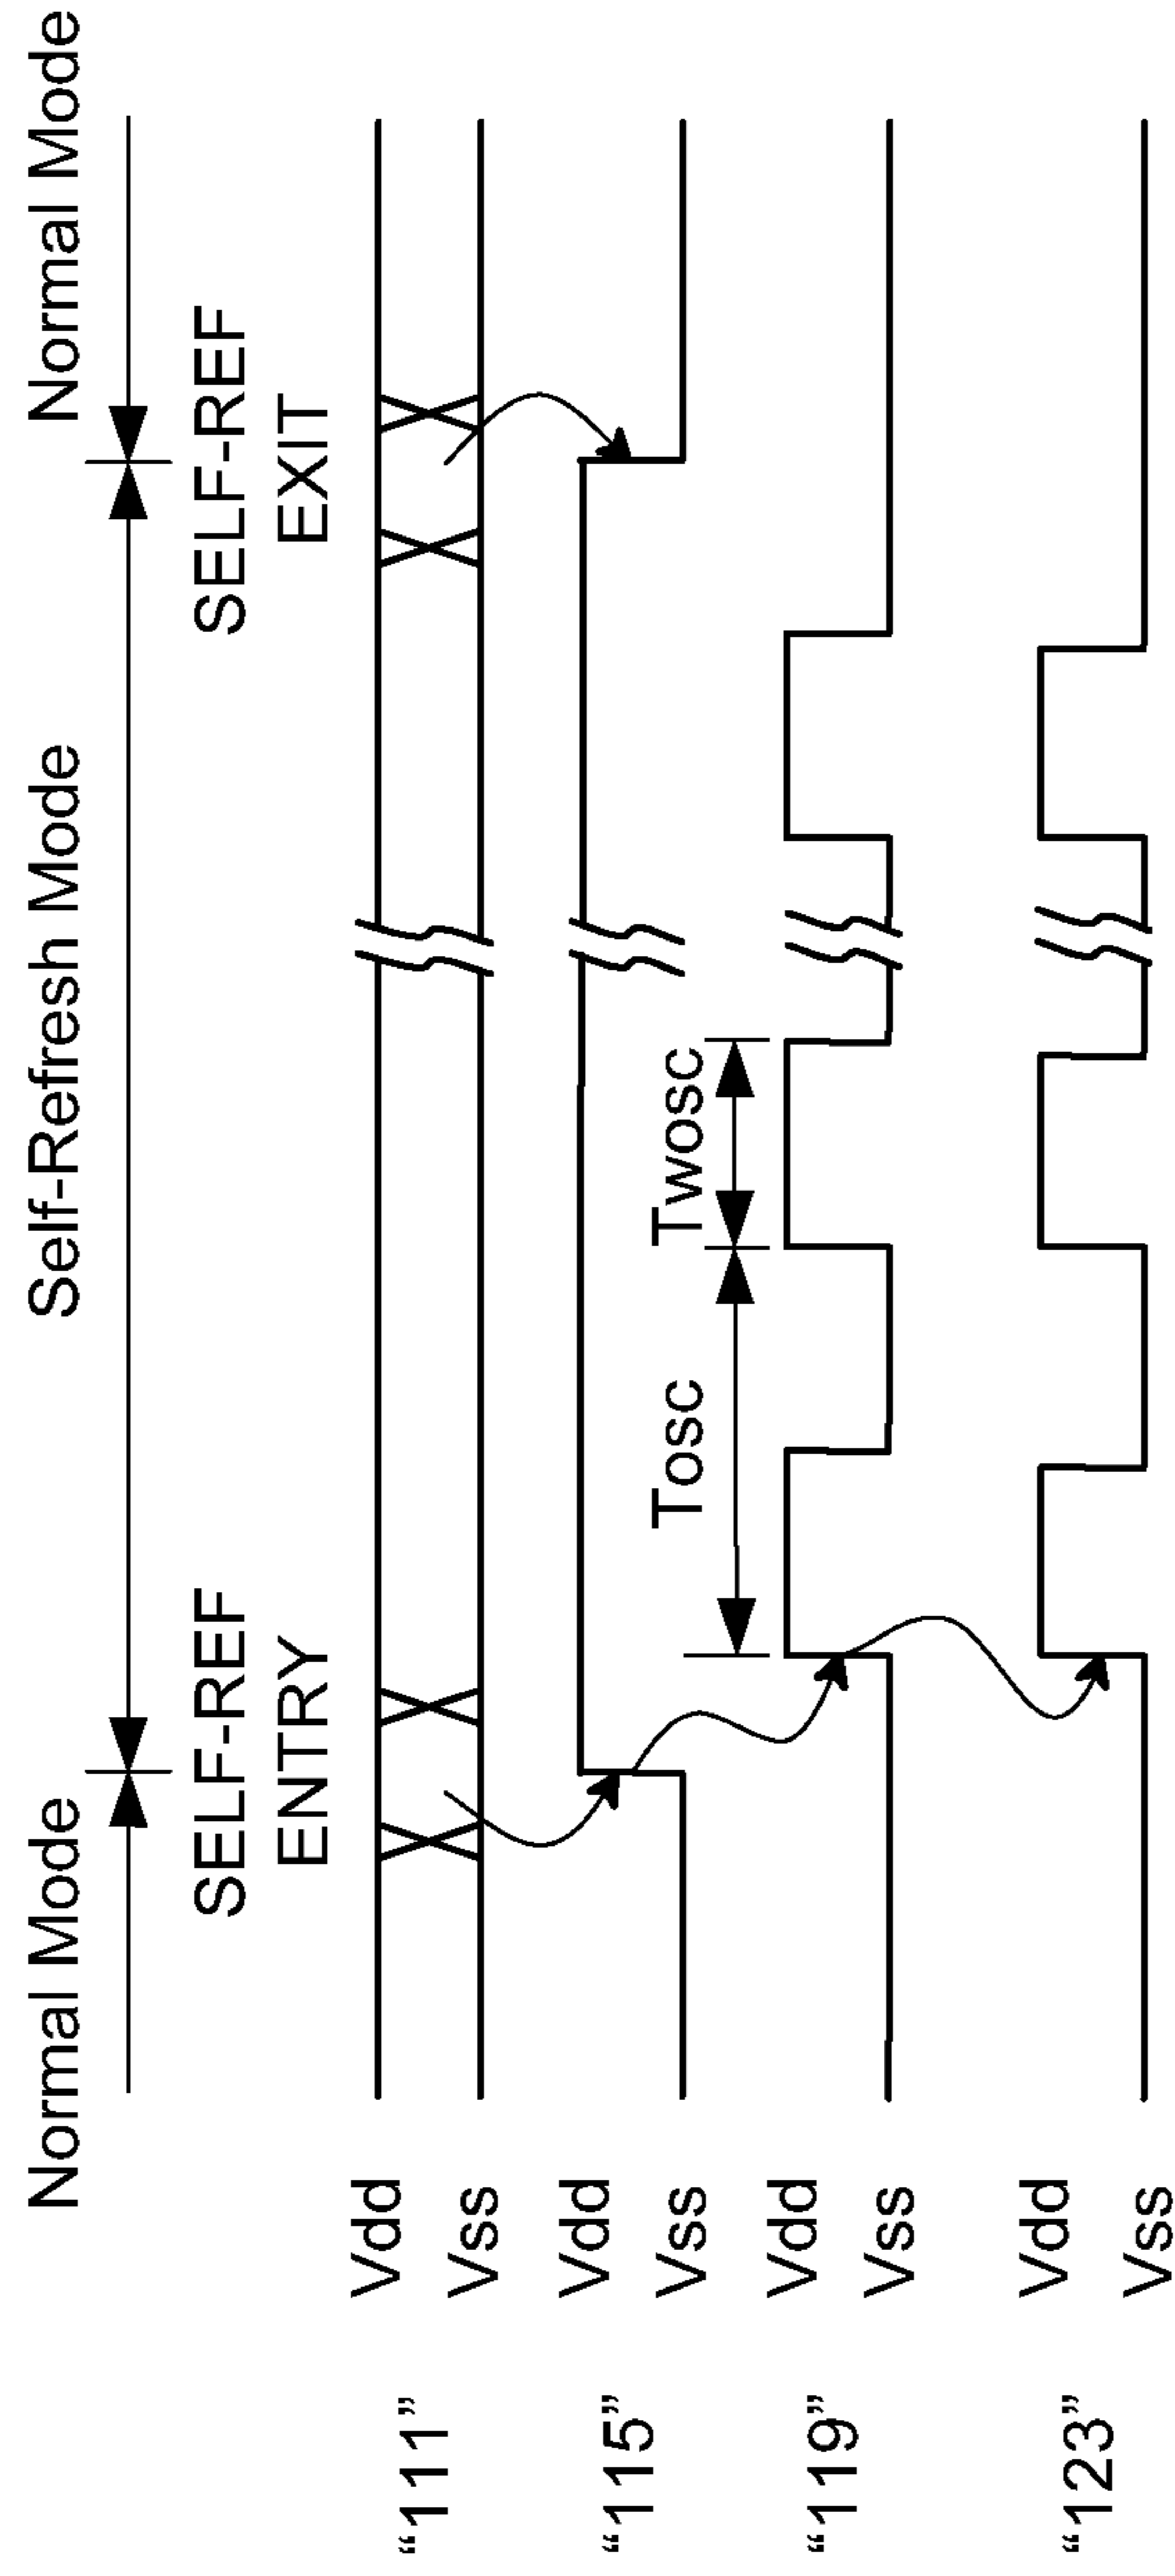 Normal Mode
Self-Refresh Mode
Normal Mode
SELF-REF
ENTRY
SELF-REF
EXIT
“111”
Vdd
Vss
“115”
Vdd
Vss
Tosc
Twosc
“119”
Vdd
Vss
“123”
Vdd
Vss